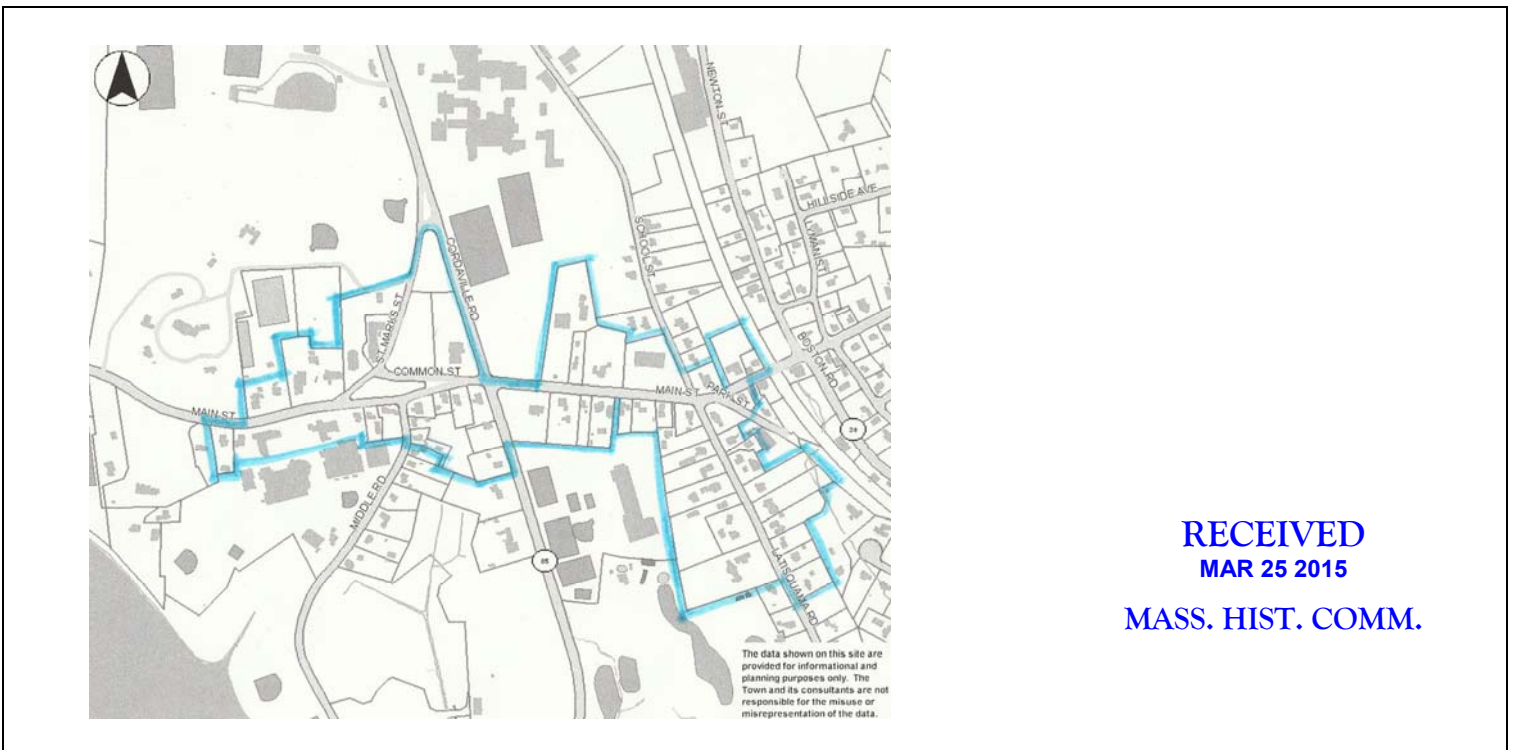 NEWTON ST
HILLSIDE AVE
LYMAN ST
SCHOOL ST
CORDAVILLE RD
ST MARKS ST
BOSTON RD
COMMON ST
MAIN ST
PARK ST
MAIN ST
28
MIDDLE RD
85
LATISQUAMA RD
RECEIVED
MAR 25 2015
MASS. HIST. COMM.
The data shown on this site are
provided for informational and
planning purposes only. The
Town and its consultants are not
responsible for the misuse or
misrepresentation of the data.